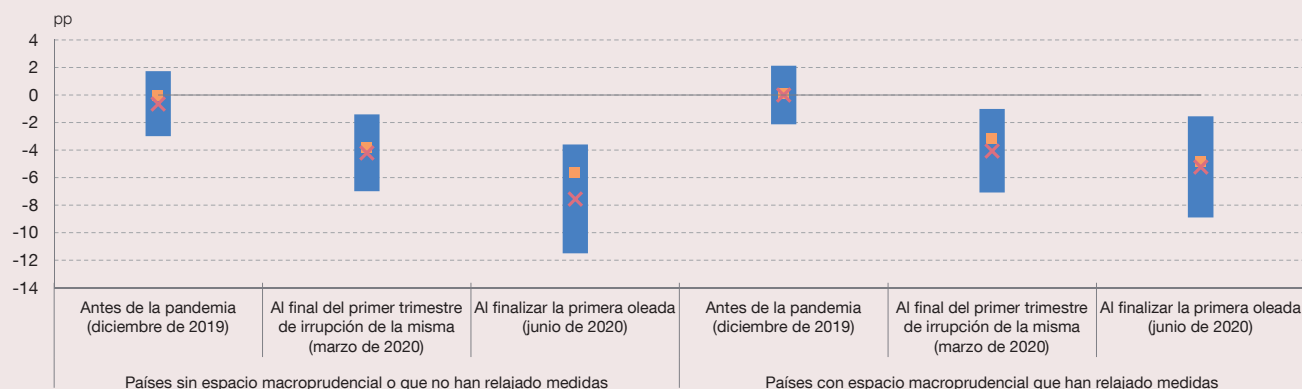 pp
4
2
0
-2
-4
-6
-8
-10
-12
-14
Antes de la pandemia
(diciembre de 2019)
Al final del primer trimestre
de irrupción de la misma
(marzo de 2020)
Al finalizar la primera oleada
(junio de 2020)
Antes de la pandemia
(diciembre de 2019)
Al final del primer trimestre
de irrupción de la misma
(marzo de 2020)
Al finalizar la primera oleada
(junio de 2020)
Países sin espacio macroprudencial o que no han relajado medidas
Países con espacio macroprudencial que han relajado medidas